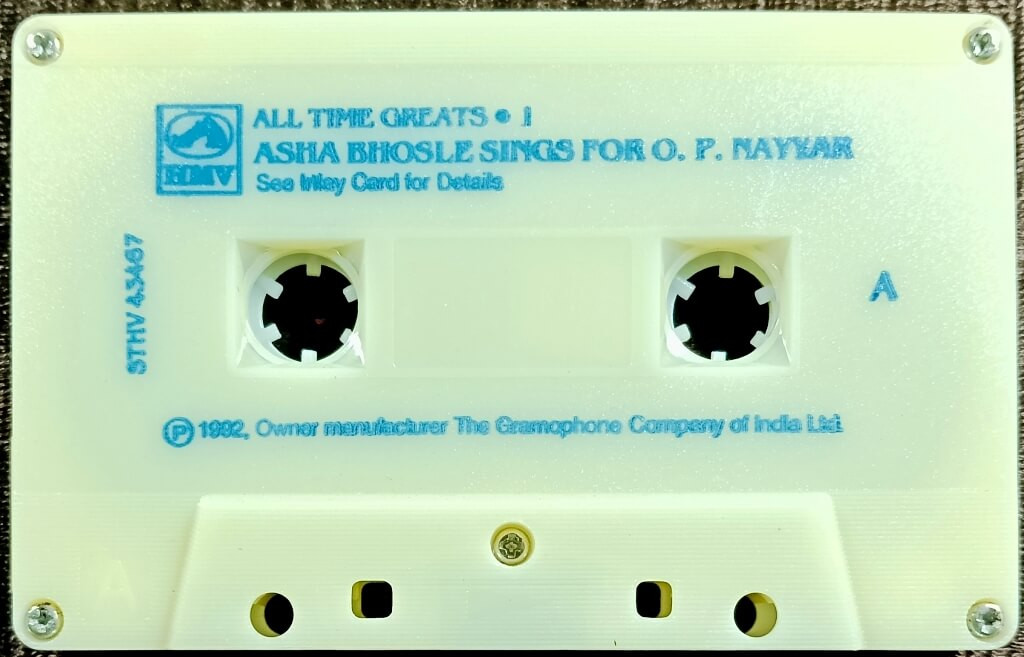 HMV
ALL TIME GREATS • 1
ASHA BHOSLE SINGS FOR O. P. NAYYAR
See Inlay Card for Details
STHV 43467
A
Ⓟ 1992, Owner manufacturer The Gramophone Company of India Ltd.